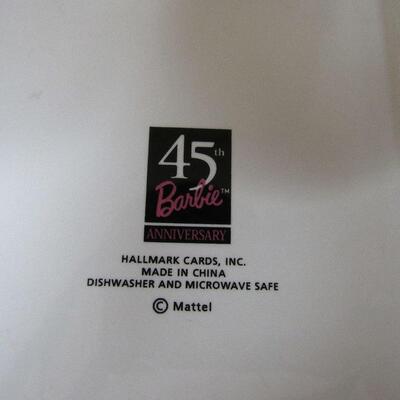 45th
Barbie™
ANNIVERSARY
HALLMARK CARDS, INC.
MADE IN CHINA
DISHWASHER AND MICROWAVE SAFE
© Mattel